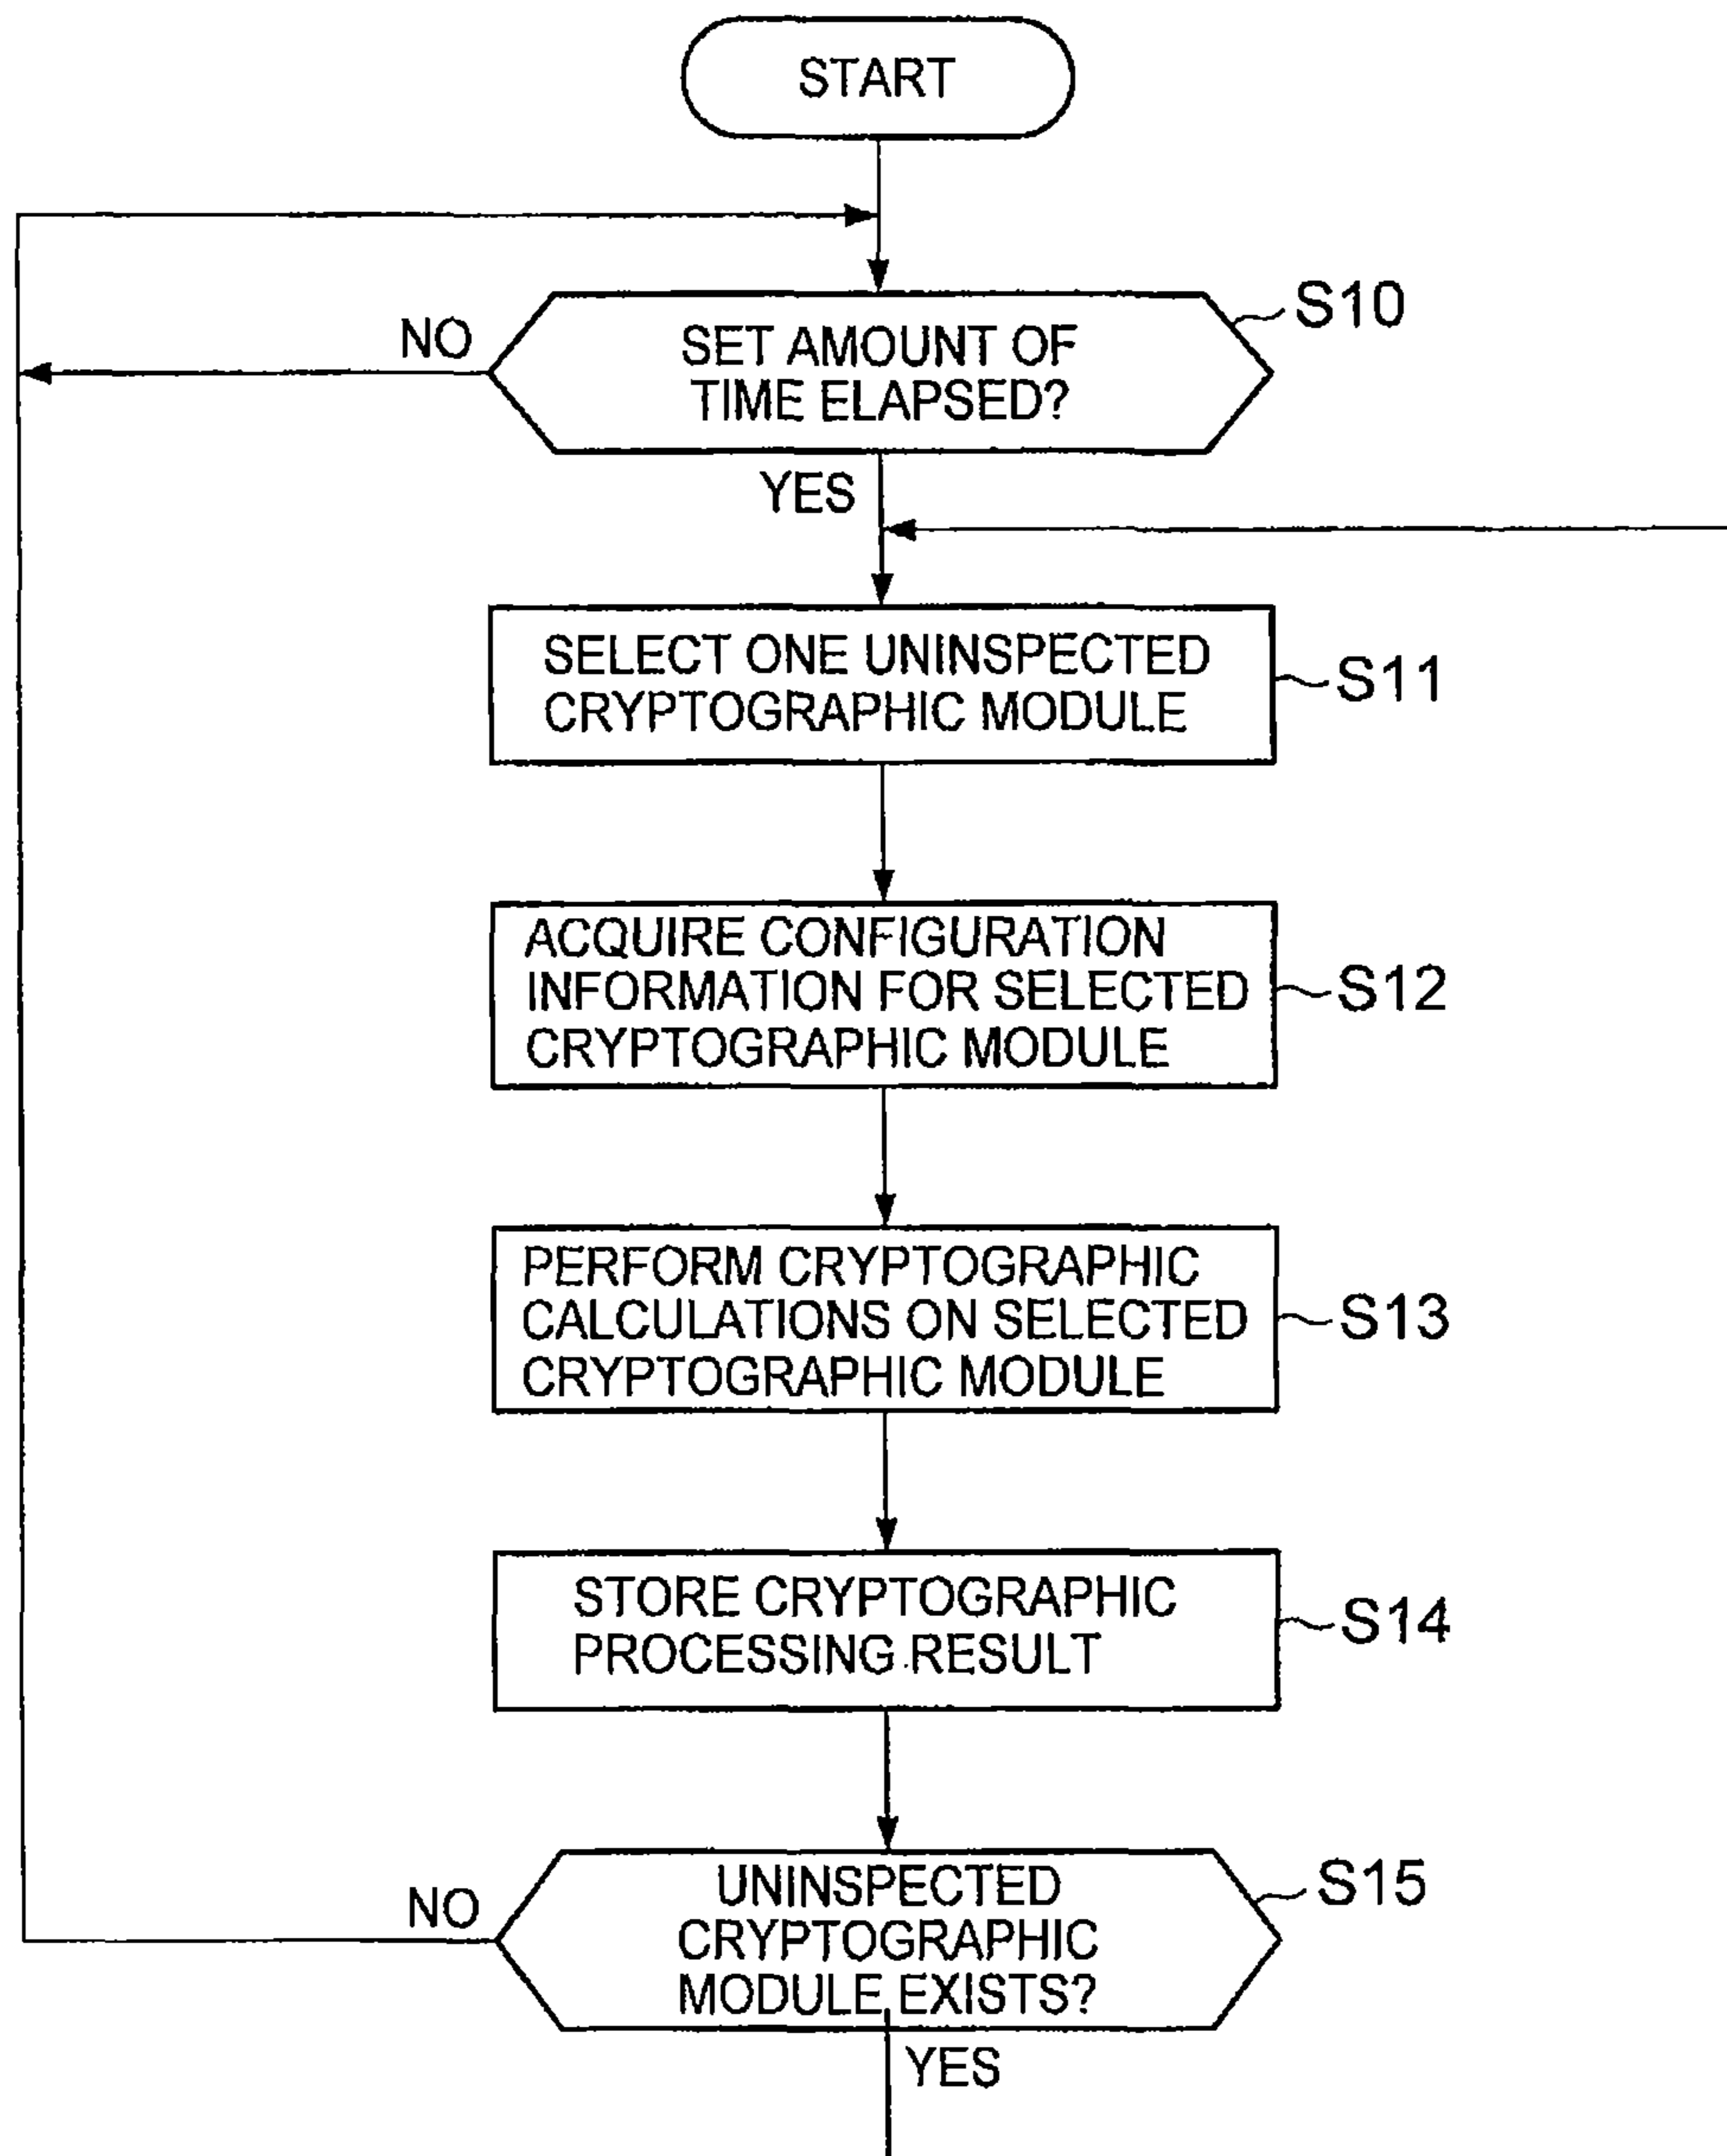 START
S10
NO
SET AMOUNT OF
TIME ELAPSED?
YES
SELECT ONE UNINSPECTED
CRYPTOGRAPHIC MODULE
S11
ACQUIRE CONFIGURATION
INFORMATION FOR SELECTED
CRYPTOGRAPHIC MODULE
S12
PERFORM CRYPTOGRAPHIC
CALCULATIONS ON SELECTED
CRYPTOGRAPHIC MODULE
S13
STORE CRYPTOGRAPHIC
PROCESSING RESULT
S14
S15
NO
UNINSPECTED
CRYPTOGRAPHIC
MODULE EXISTS?
YES